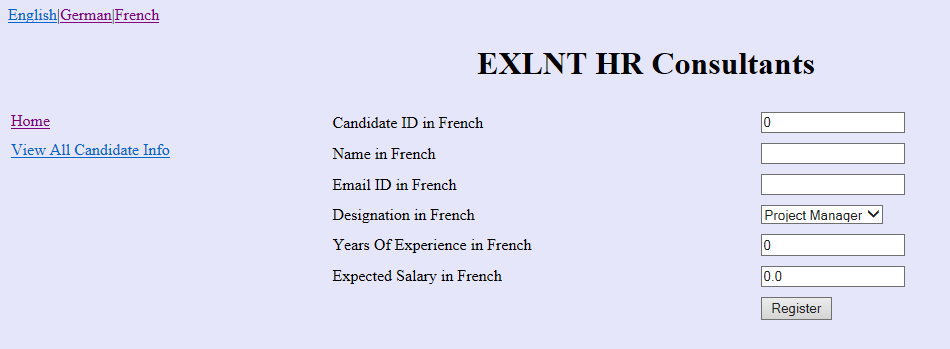 English|German|French
EXLNT HR Consultants
Home
View All Candidate Info
Candidate ID in French 0
Name in French
Email ID in French
Designation in French Project Manager
Years Of Experience in French 0
Expected Salary in French 0.0
Register